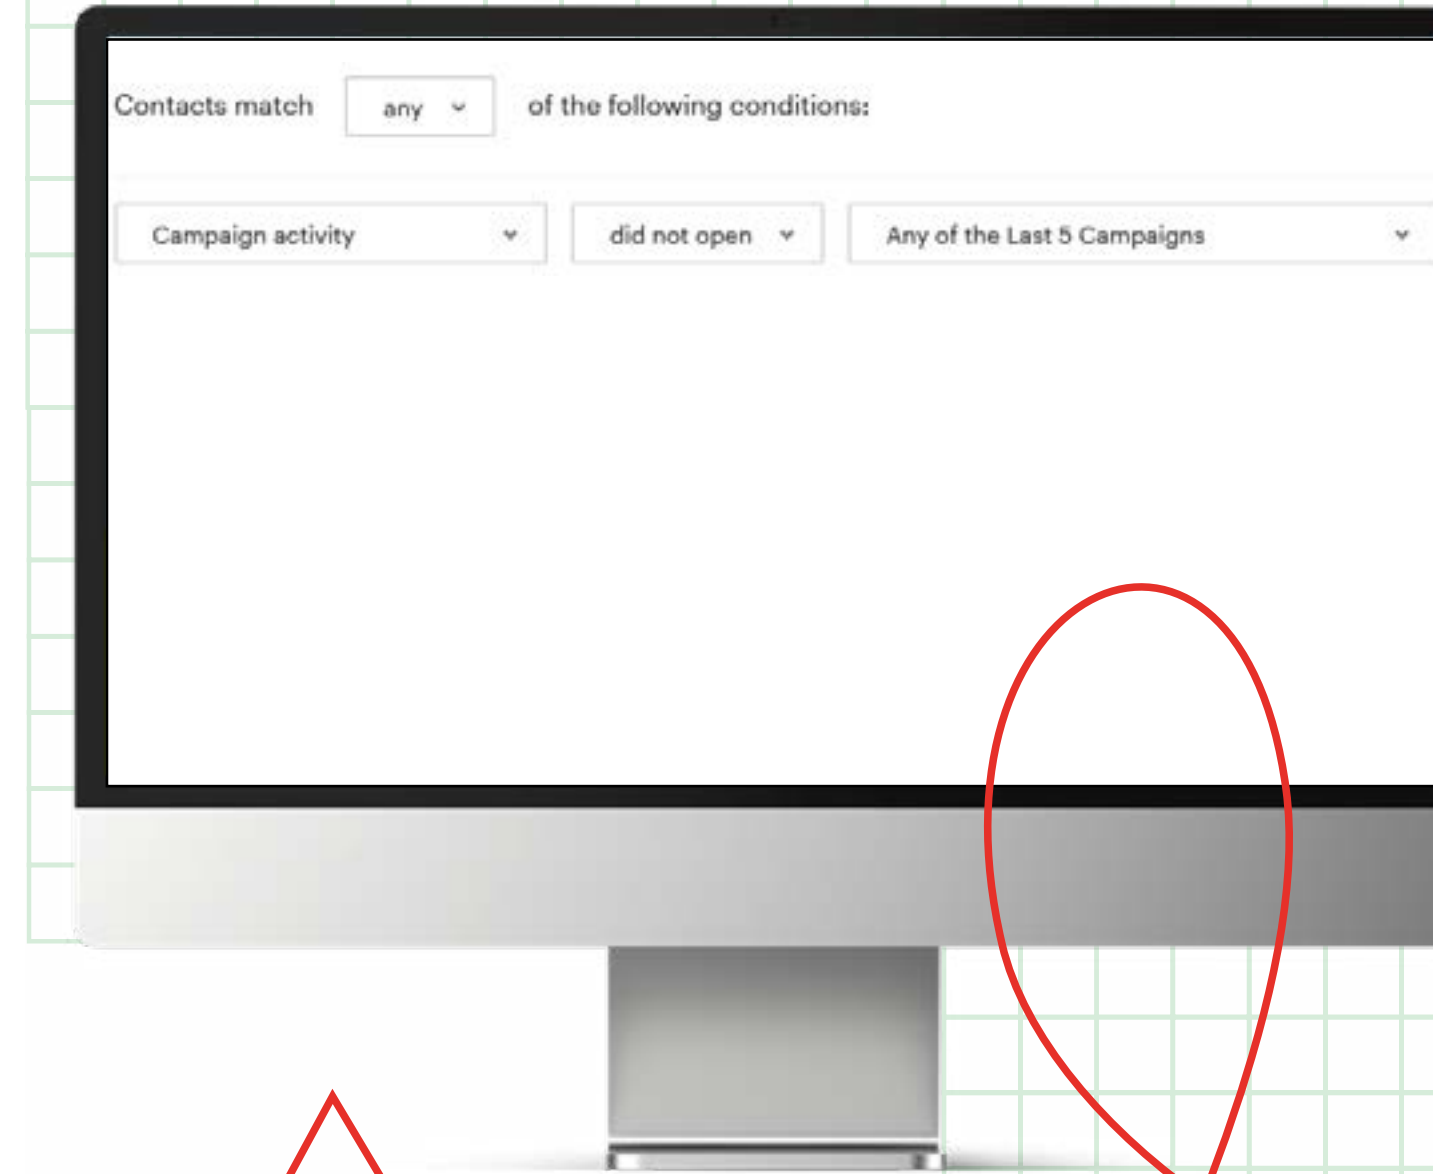 Contacts match any of the following conditions:
Campaign activity did not open Any of the Last 5 Campaigns